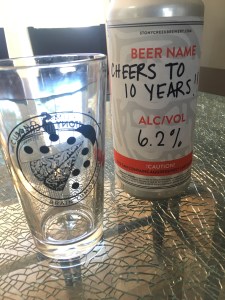 STONYCREEKBREWERY.COM
BEER NAME
CHEERS TO
10 YEARS!!
ALC/VOL
6.2%
CAUTION: